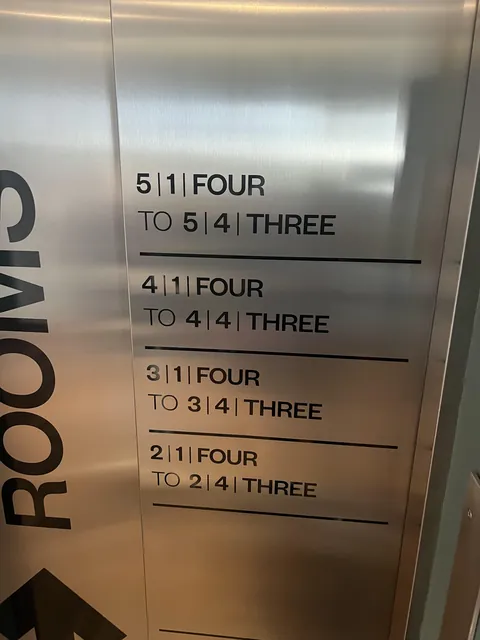 ROOMS
5|1|FOUR
TO 5|4|THREE
4|1|FOUR
TO 4|4|THREE
3|1|FOUR
TO 3|4|THREE
2|1|FOUR
TO 2|4|THREE